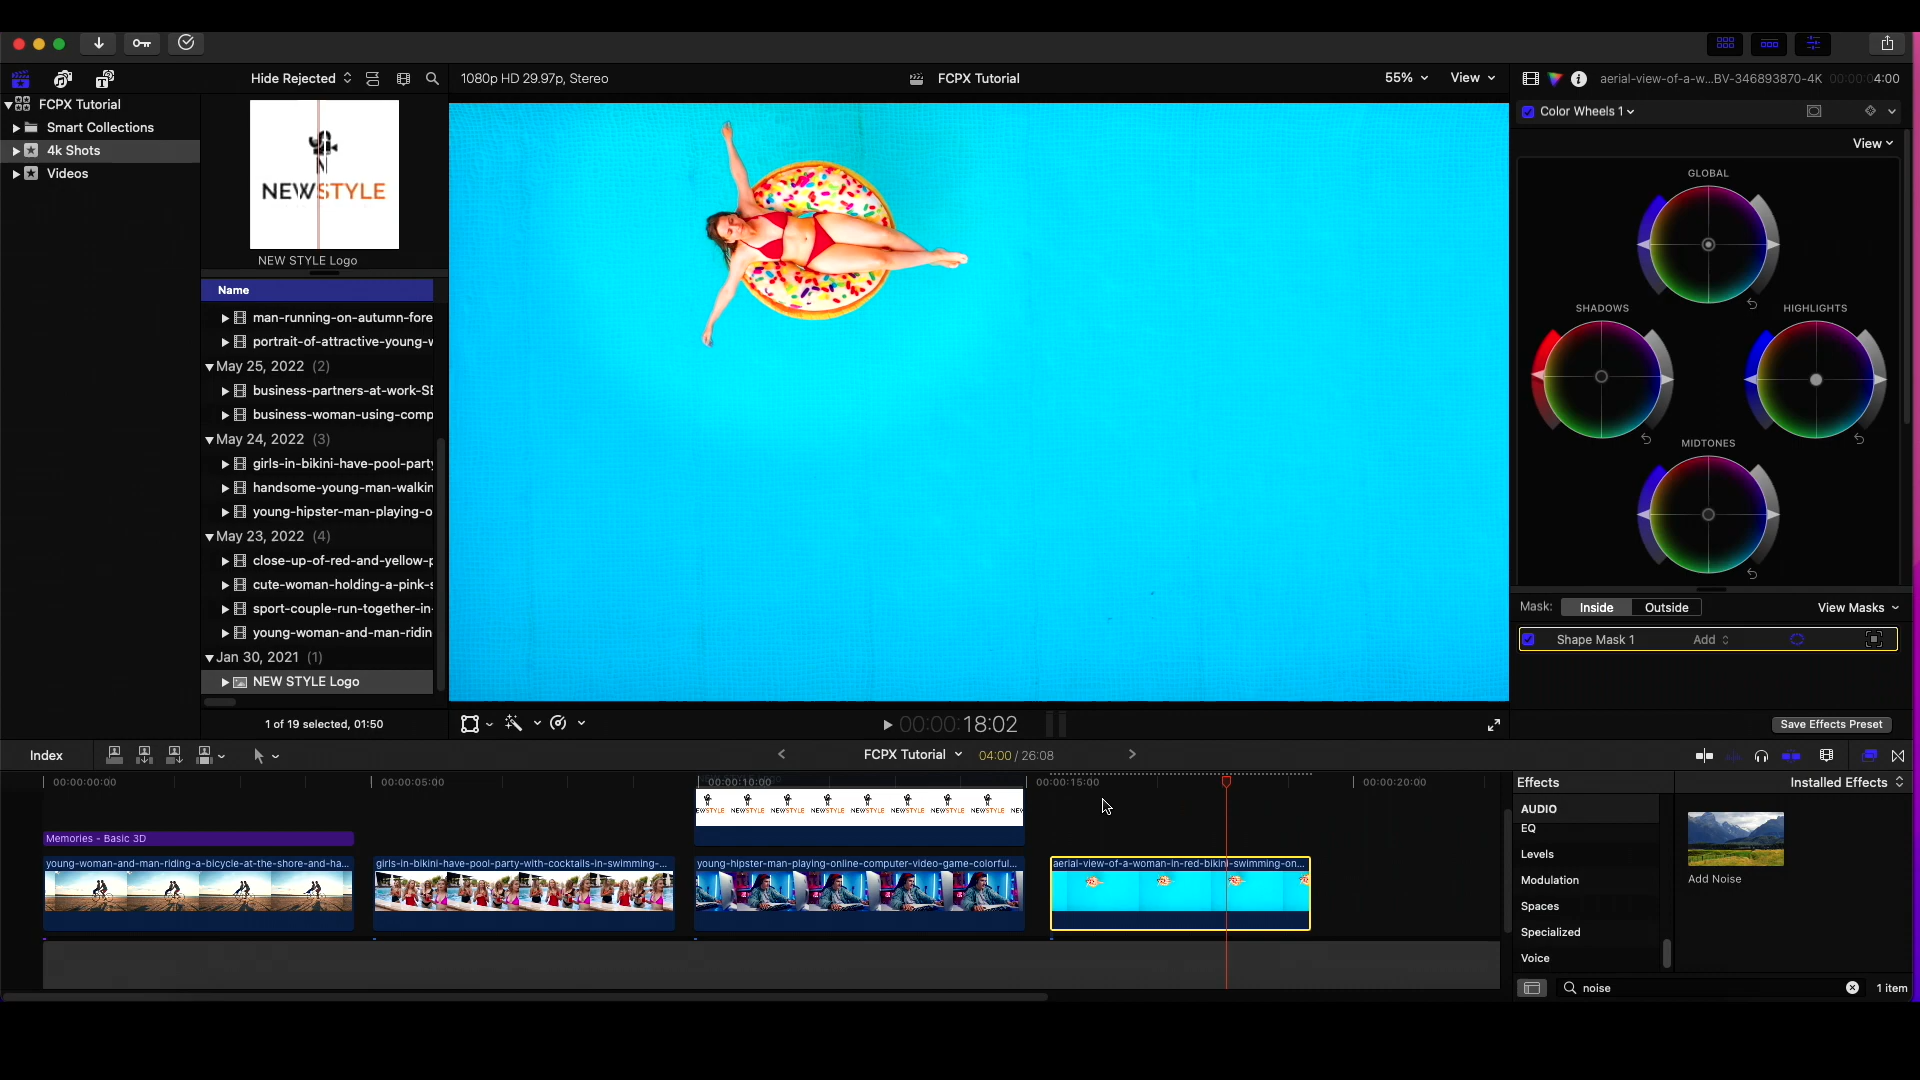 Hide Rejected
1080p HD 29.97p, Stereo
FCPX Tutorial
55%
View
aerial-view-of-a-w...BV-346893870-4K
00:00:04:00
FCPX Tutorial
Smart Collections
4k Shots
Videos
NEWSTYLE
NEW STYLE Logo
Name
man-running-on-autumn-fore
portrait-of-attractive-young-w
May 25, 2022 (2)
business-partners-at-work-SE
business-woman-using-comp
May 24, 2022 (3)
girls-in-bikini-have-pool-party
handsome-young-man-walkin
young-hipster-man-playing-o
May 23, 2022 (4)
close-up-of-red-and-yellow-p
cute-woman-holding-a-pink-s
sport-couple-run-together-in-
young-woman-and-man-ridin
Jan 30, 2021 (1)
NEW STYLE Logo
1 of 19 selected, 01:50
Color Wheels 1
View
GLOBAL
SHADOWS
HIGHLIGHTS
MIDTONES
Mask:
Inside
Outside
View Masks
Shape Mask 1
Add
Save Effects Preset
00:00:18:02
Index
FCPX Tutorial
04:00 / 26:08
00:00:00:00
00:00:05:00
00:00:10:00
00:00:15:00
00:00:20:00
Memories - Basic 3D
young-woman-and-man-riding-a-bicycle-at-the-shore-and-ha...
girls-in-bikini-have-pool-party-with-cocktails-in-swimming-...
young-hipster-man-playing-online-computer-video-game-colorful...
aerial-view-of-a-woman-in-red-bikini-swimming-on...
Effects
Installed Effects
AUDIO
EQ
Levels
Modulation
Spaces
Specialized
Voice
Add Noise
noise
1 item